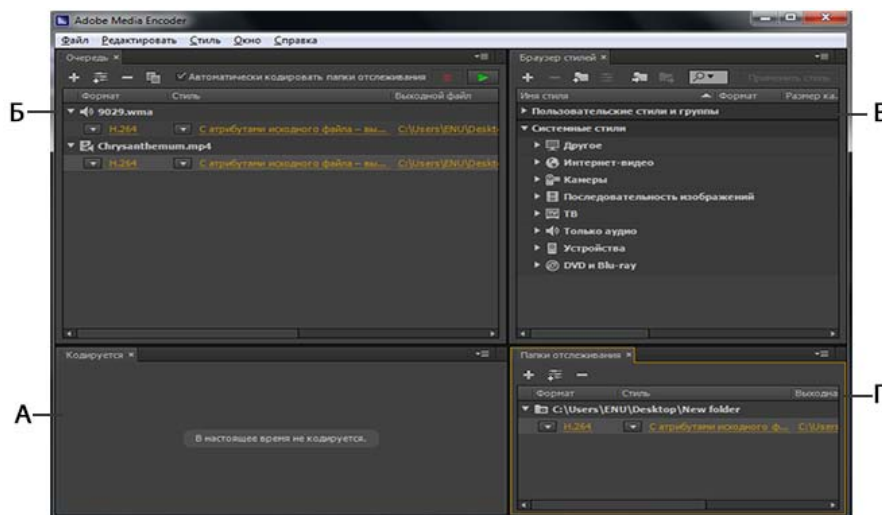 Adobe Media Encoder
Файл Редактировать Стиль Окно Справка
Очередь
Автоматически кодировать папки отслеживания
Формат Стиль Выходной файл
9029.wma
H.264 С атрибутами исходного файла – вы... C:\Users\ENU\Deskto
Chrysanthemum.mp4
H.264 С атрибутами исходного файла – вы... C:\Users\ENU\Deskto
Браузер стилей
Применить стиль
Имя стиля Формат Размер ка
Пользовательские стили и группы
Системные стили
Другое
Интернет-видео
Камеры
Последовательность изображений
ТВ
Только аудио
Устройства
DVD и Blu-ray
Кодируется
В настоящее время не кодируется.
Папки отслеживания
Формат Стиль Выходна
C:\Users\ENU\Desktop\New folder
H.264 С атрибутами исходного ф... C:\Users
Б
А